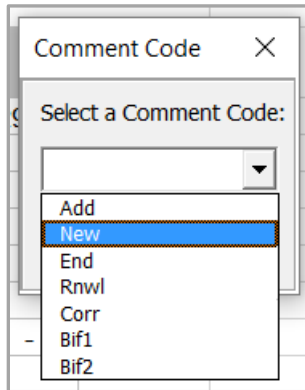 Comment Code
Select a Comment Code:
Add
New
End
Rnwl
Corr
Bif1
Bif2
-